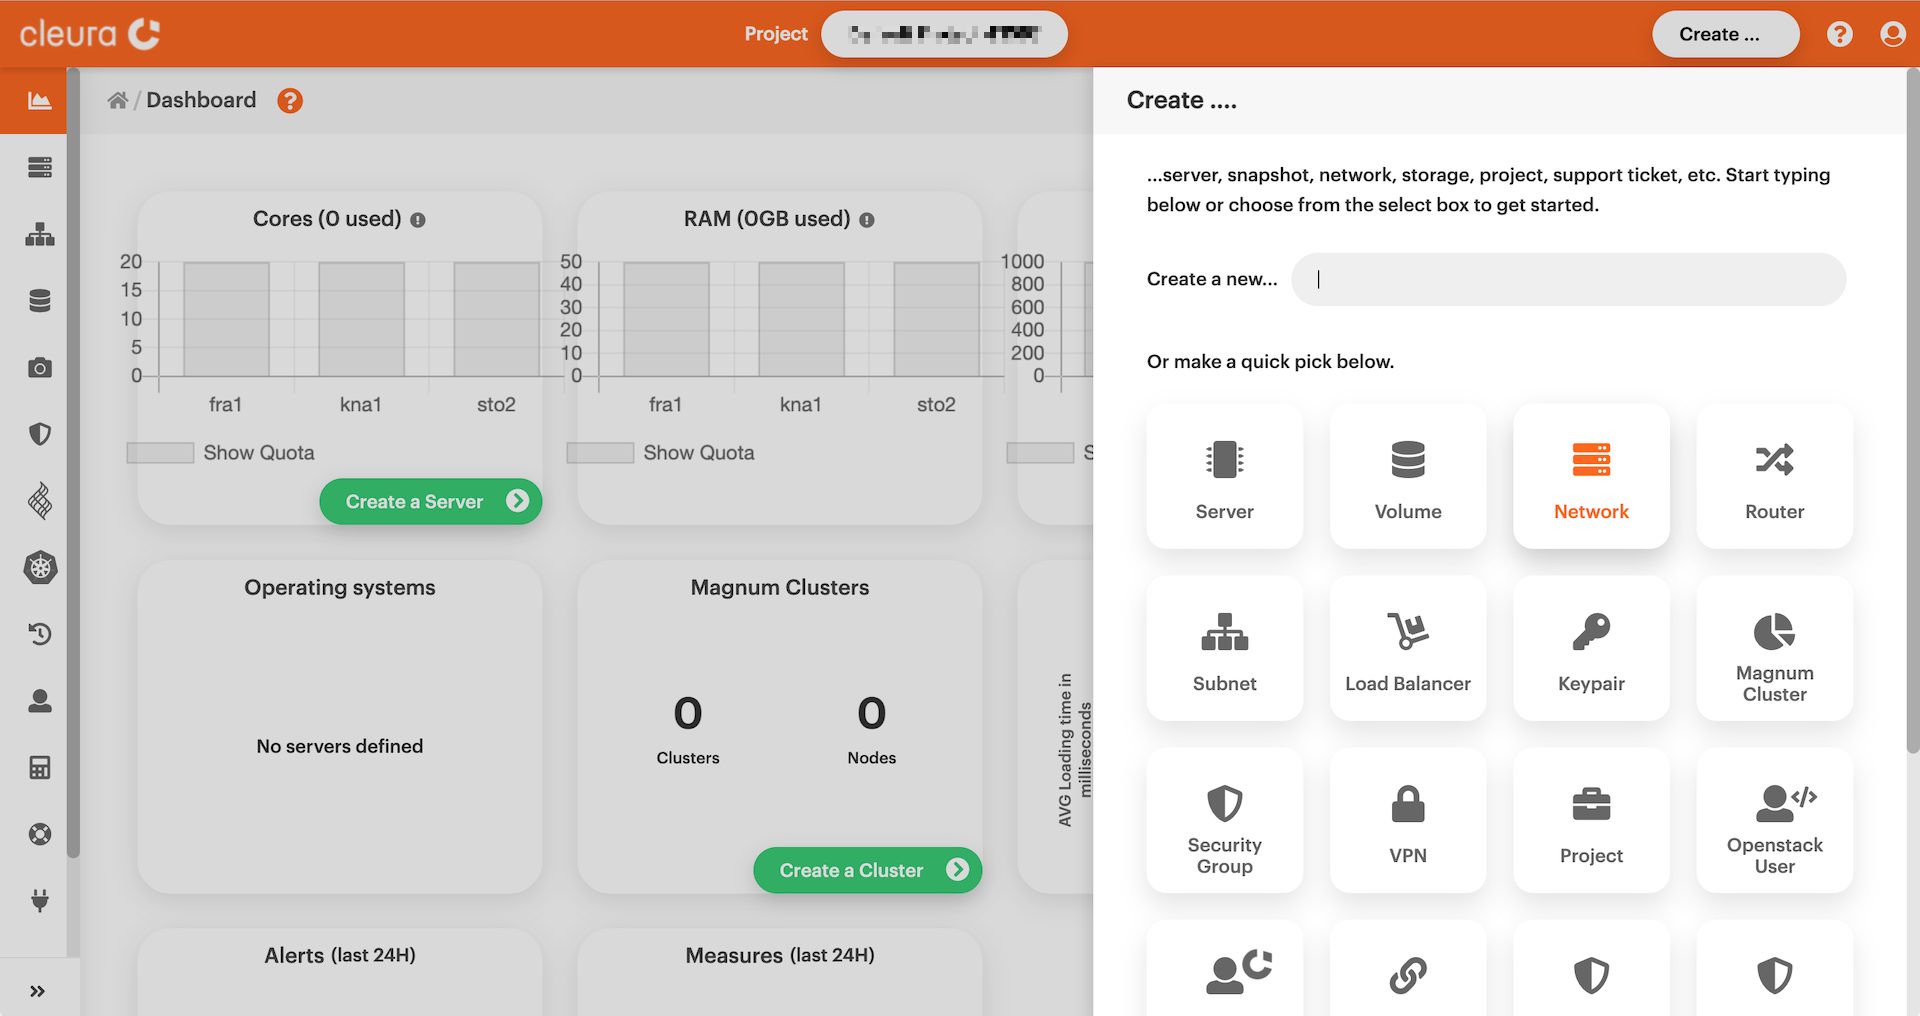 cleura
Project
Create ...
Dashboard
Create ....
...server, snapshot, network, storage, project, support ticket, etc. Start typing
below or choose from the select box to get started.
Create a new...
Or make a quick pick below.
Server
Volume
Network
Router
Subnet
Load Balancer
Keypair
Magnum
Cluster
Security
Group
VPN
Project
Openstack
User
Cores (0 used)
20
15
10
5
0
fra1
kna1
sto2
Show Quota
Create a Server
RAM (0GB used)
50
40
30
20
10
0
fra1
kna1
sto2
Show Quota
1000
800
600
400
200
0
S
Operating systems
No servers defined
Magnum Clusters
0
Clusters
0
Nodes
Create a Cluster
AVG Loading time in
milliseconds
Alerts (last 24H)
Measures (last 24H)